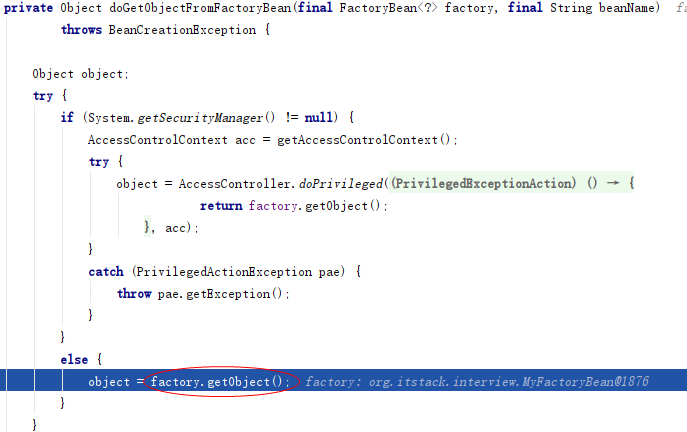 private Object doGetObjectFromFactoryBean(final FactoryBean<?> factory, final String beanName) fa
throws BeanCreationException {
Object object;
try {
if (System.getSecurityManager() != null) {
AccessControlContext acc = getAccessControlContext();
try {
object = AccessController.doPrivileged((PrivilegedExceptionAction) () → {
return factory.getObject();
}, acc);
}
catch (PrivilegedActionException pae) {
throw pae.getException();
}
}
else {
object = factory.getObject(); factory: org.itstack.interview.MyFactoryBean@1876
}
}